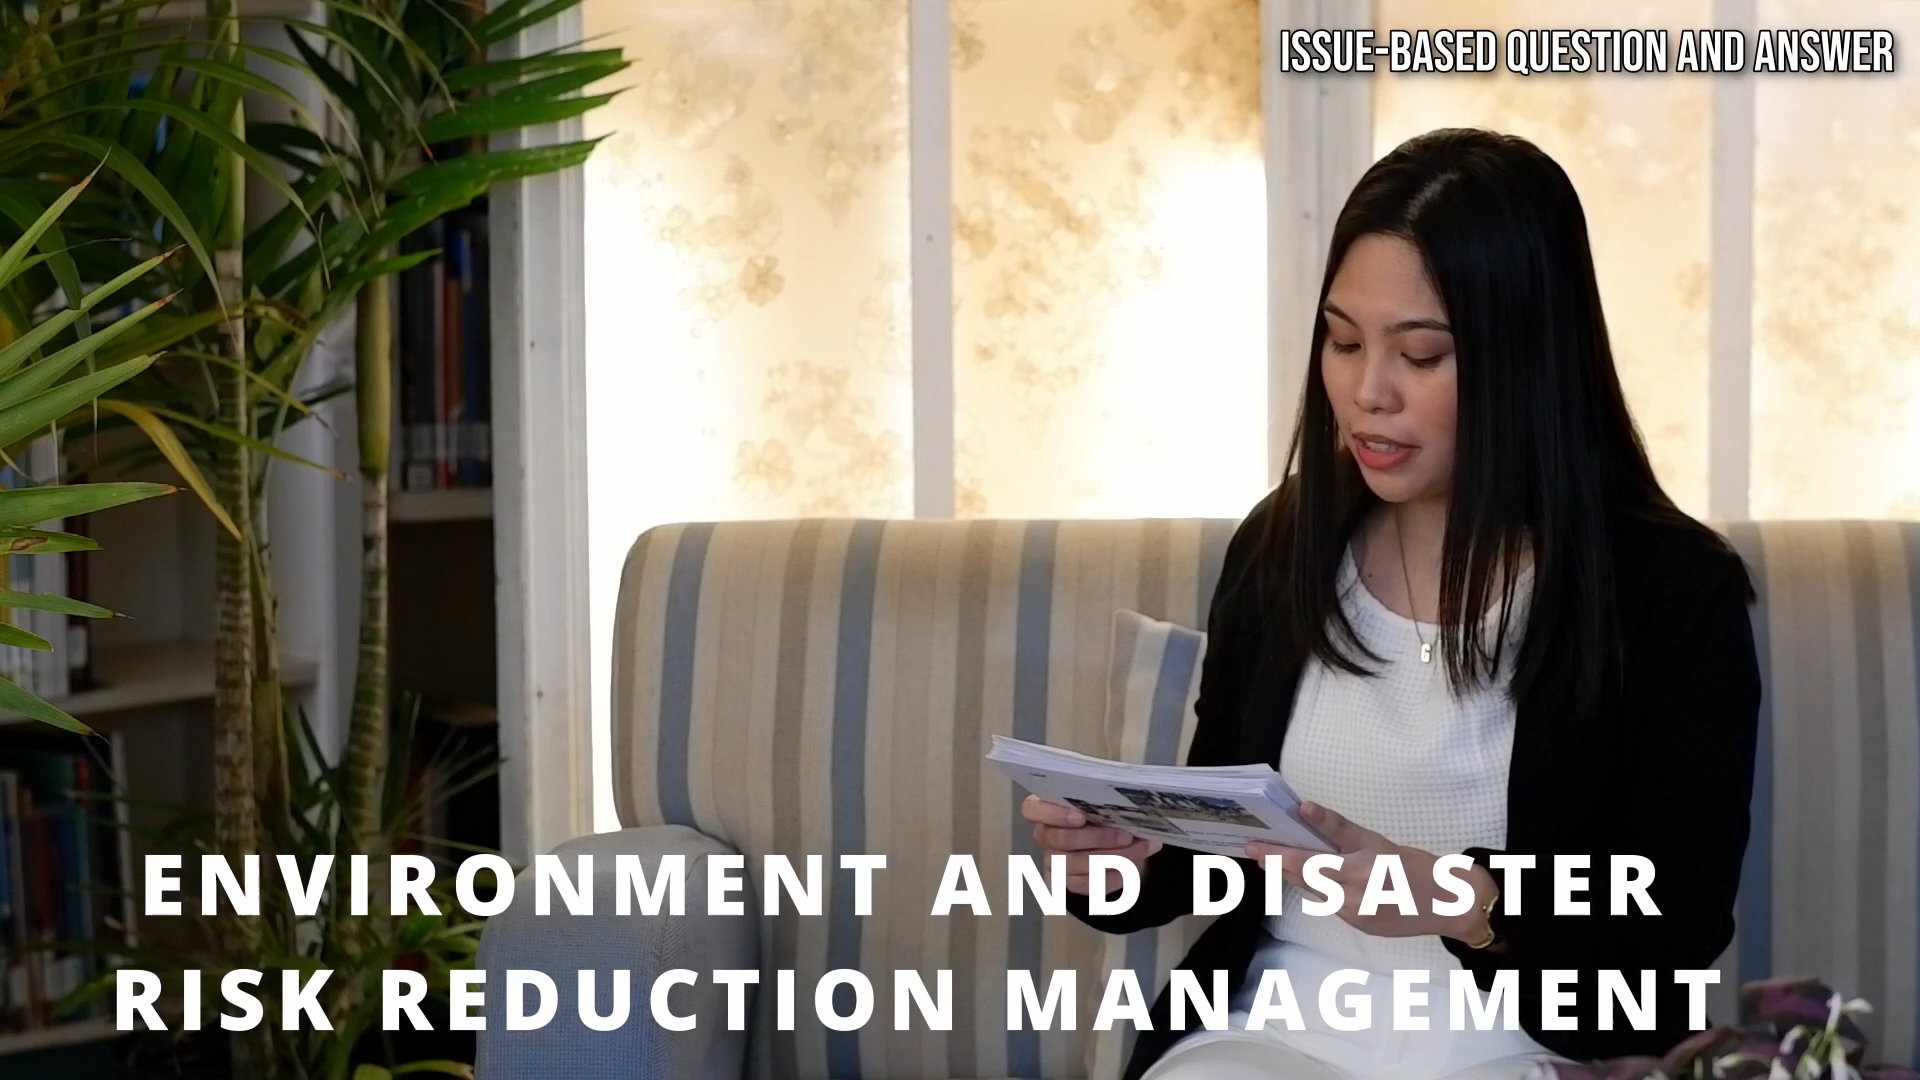 ISSUE-BASED QUESTION AND ANSWER
G
ENVIRONMENT AND DISASTER
RISK REDUCTION MANAGEMENT